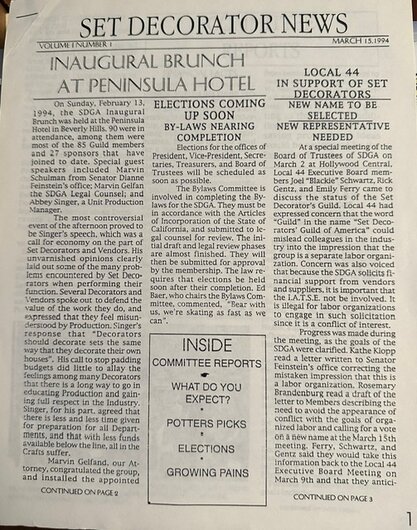 SET DECORATOR NEWS
VOLUME I NUMBER 1
MARCH 15, 1994
INAUGURAL BRUNCH
AT PENINSULA HOTEL
On Sunday, February 13,
1994, the SDGA Inaugural
Brunch was held at the Peninsula
Hotel in Beverly Hills. 90 were in
attendance, among them were
most of the 85 Guild members
and 27 sponsors that have
joined to date. Special guest
speakers included Marvin
Schulman from Senator Dianne
Feinstein's office; Marvin Gelfan
the SDGA Legal Counsel; and
Abbey Singer, a Unit Production
Manager.
The most controversial
event of the afternoon proved to
be Singer's speech, which was a
call for economy on the part of
Set Decorators and Vendors. His
unvarnished opinions clearly
laid out some of the many prob-
lems encountered by Set Deco-
rators when performing their
function. Several Decorators and
Vendors spoke out to defend the
value of the work they do, and
expressed that they feel misun-
derstood by Production. Singer's
response that "Decorators
should decorate sets the same
way that they decorate their own
houses". His call to stop padding
budgets did little to allay the
feelings among many Decorators
that there is a long way to go in
educating Production and gain-
ing full respect in the industry.
Singer, for his part, agreed that
there is less and less time given
for preparation for all Depart-
ments, and that with less funds
available below the line, all in the
Crafts suffer.
Marvin Gelfand, our At-
torney, congratulated the group,
and installed the appointed
CONTINUED ON PAGE 2
ELECTIONS COMING
UP SOON
BY-LAWS NEARING
COMPLETION
Elections for the offices of
President, Vice-President, Secre-
taries, Treasurers, and Board of
Trustees will be scheduled as
soon as possible.
The Bylaws Committee is
involved in completing the By-
laws for the SDGA. They must be
in accordance with the Articles
of Incorporation of the State of
California, and submitted to le-
gal counsel for review. The ini-
tial draft and legal review phases
are almost finished. They will
then be submitted for approval
by the membership. The law re-
quires that elections be held
soon after their completion. Ed
Baer, who chairs the Bylaws Com-
mittee, commented, "Bear with
us, we're skating as fast as we
can".
INSIDE
COMMITTEE REPORTS
WHAT DO YOU
EXPECT?
POTTERS PICKS
ELECTIONS
GROWING PAINS
LOCAL 44
IN SUPPORT OF SET
DECORATORS
NEW NAME TO BE
SELECTED
NEW REPRESENTATIVE
NEEDED
At a special meeting of the
Board of Trustees of SDGA on
March 2 at Hollywood Central.
Local 44 Executive Board mem-
bers Joel "Blackie" Schwartz, Rick
Gentz, and Emily Ferry came to
discuss the status of the Set
Decorator's Guild. Local 44 had
expressed concern that the word
"Guild" in the name "Set Deco-
rators' Guild of America" could
mislead colleagues in the indus-
try into the impression that the
group is a separate labor organi-
zation. Concern was also voiced
that because the SDGA solicits fi-
nancial support from vendors
and suppliers, it is important that
the I.A.T.S.E. not be involved. It
is illegal for labor organizations
to engage in such solicitation
since it is a conflict of interest.
Progress was made during
the meeting, as the goals of the
SDGA were clarified. Kathe Klopp
read a letter written to Senator
Feinstein's office correcting the
mistaken impression that this is
a labor organization. Rosemary
Brandenburg read a draft of the
letter to Members describing the
need to avoid the appearance of
conflict with the goals of organ-
ized labor and calling for a vote
on a new name at the March 15th
meeting. Ferry, Schwartz, and
Gentz said they would take this
information back to the Local 44
Executive Board Meeting on
March 9th and that they antici-
CONTINUED ON PAGE 3